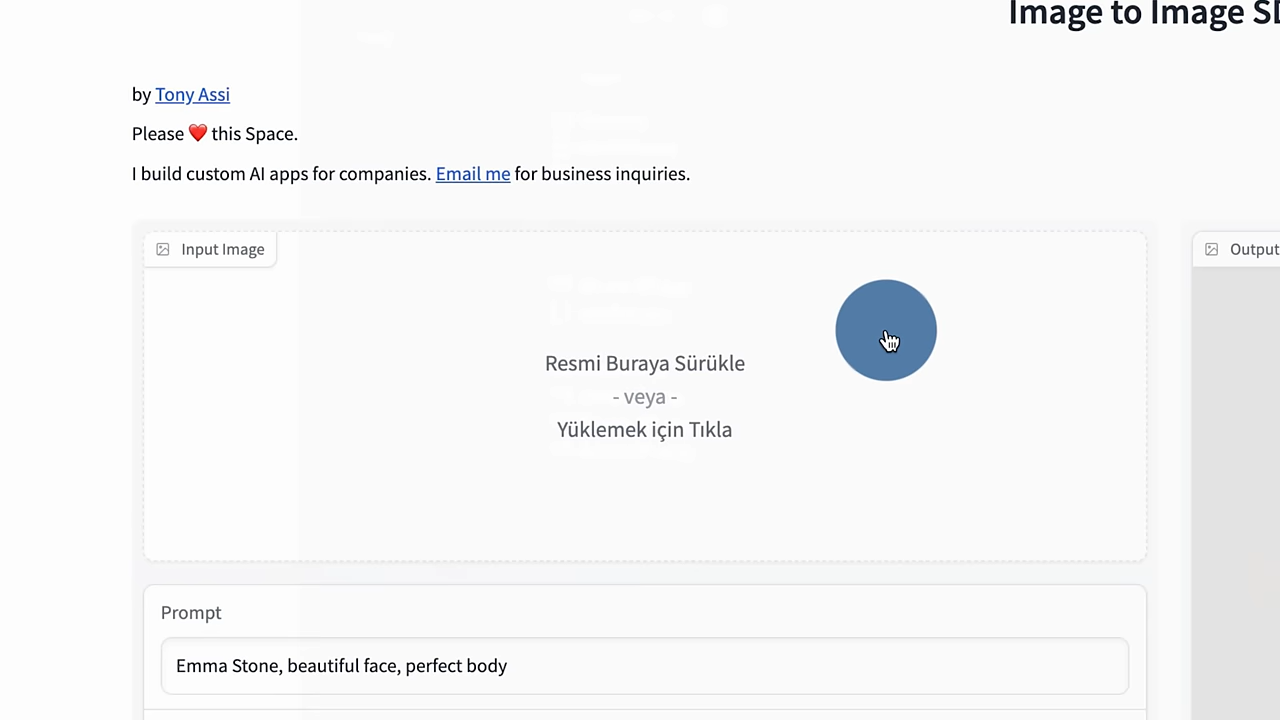 Image to Image SD
by Tony Assi
Please ❤️ this Space.
I build custom AI apps for companies. Email me for business inquiries.
Input Image
Output
Resmi Buraya Sürükle
- veya -
Yüklemek için Tıkla
Prompt
Emma Stone, beautiful face, perfect body